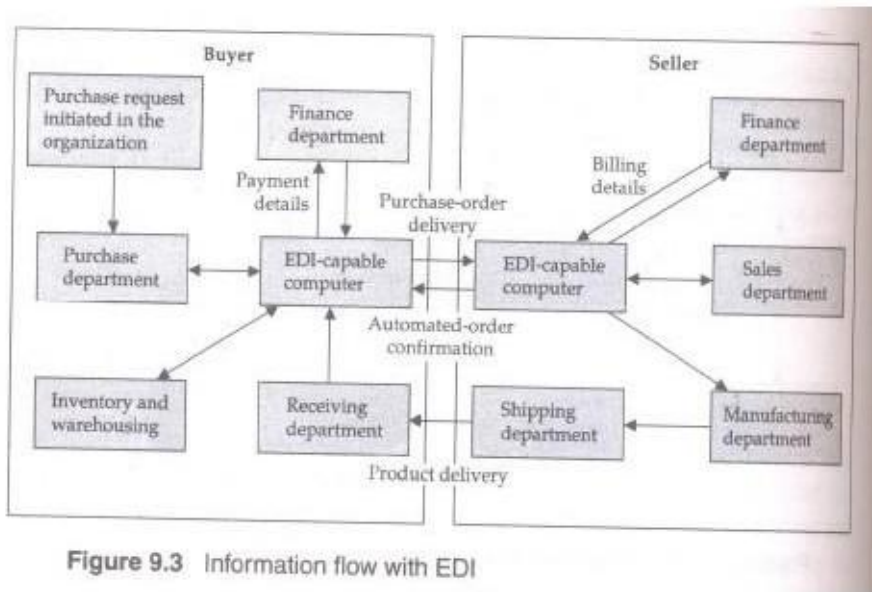 Buyer
Purchase request
initiated in the
organization
Finance
department
Payment
details
Purchase
department
EDI-capable
computer
Inventory and
warehousing
Receiving
department
Purchase-order
delivery
Automated-order
confirmation
Product delivery
Seller
Finance
department
Billing
details
EDI-capable
computer
Sales
department
Shipping
department
Manufacturing
department
Figure 9.3 Information flow with EDI